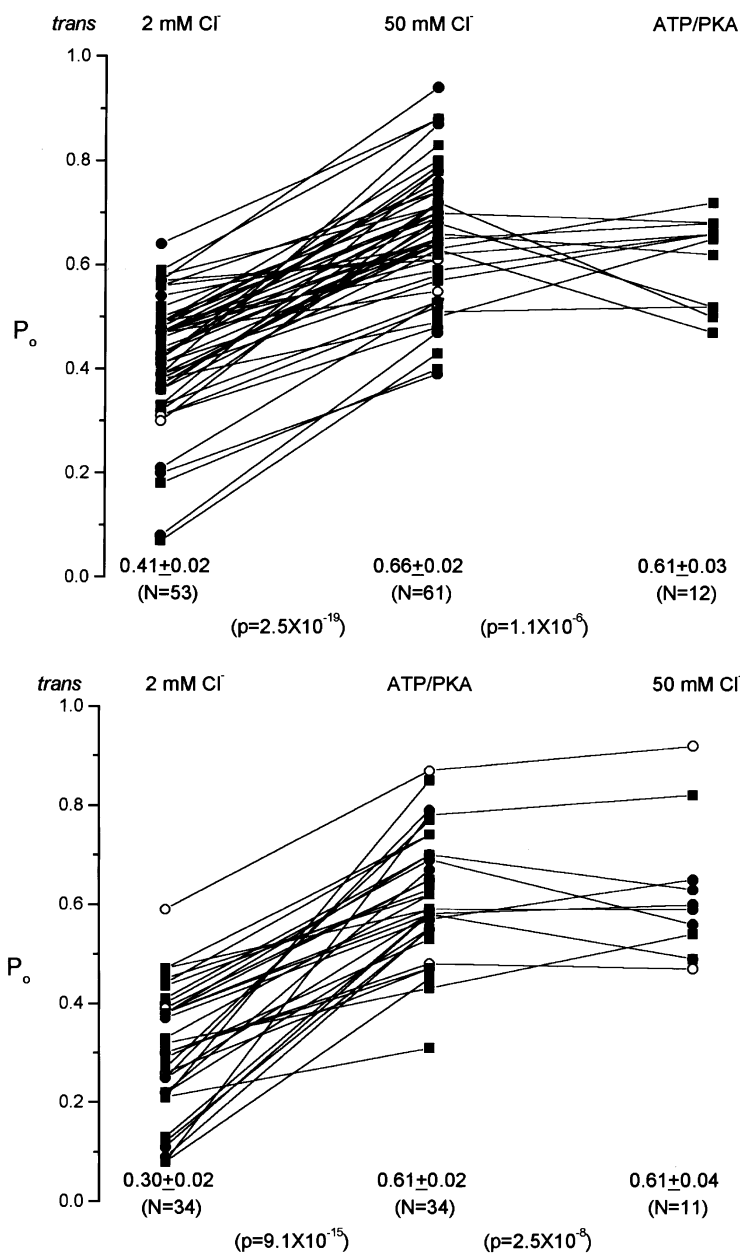 trans 2 mM Cl⁻ 50 mM Cl⁻ ATP/PKA
1.0
0.8
0.6
Pₒ
0.4
0.2
0.0
0.41±0.02 0.66±0.02 0.61±0.03
(N=53) (N=61) (N=12)
(p=2.5X10⁻¹⁹) (p=1.1X10⁻⁶)
trans 2 mM Cl⁻ ATP/PKA 50 mM Cl⁻
1.0
0.8
0.6
Pₒ
0.4
0.2
0.0
0.30±0.02 0.61±0.02 0.61±0.04
(N=34) (N=34) (N=11)
(p=9.1X10⁻¹⁵) (p=2.5X10⁻⁸)